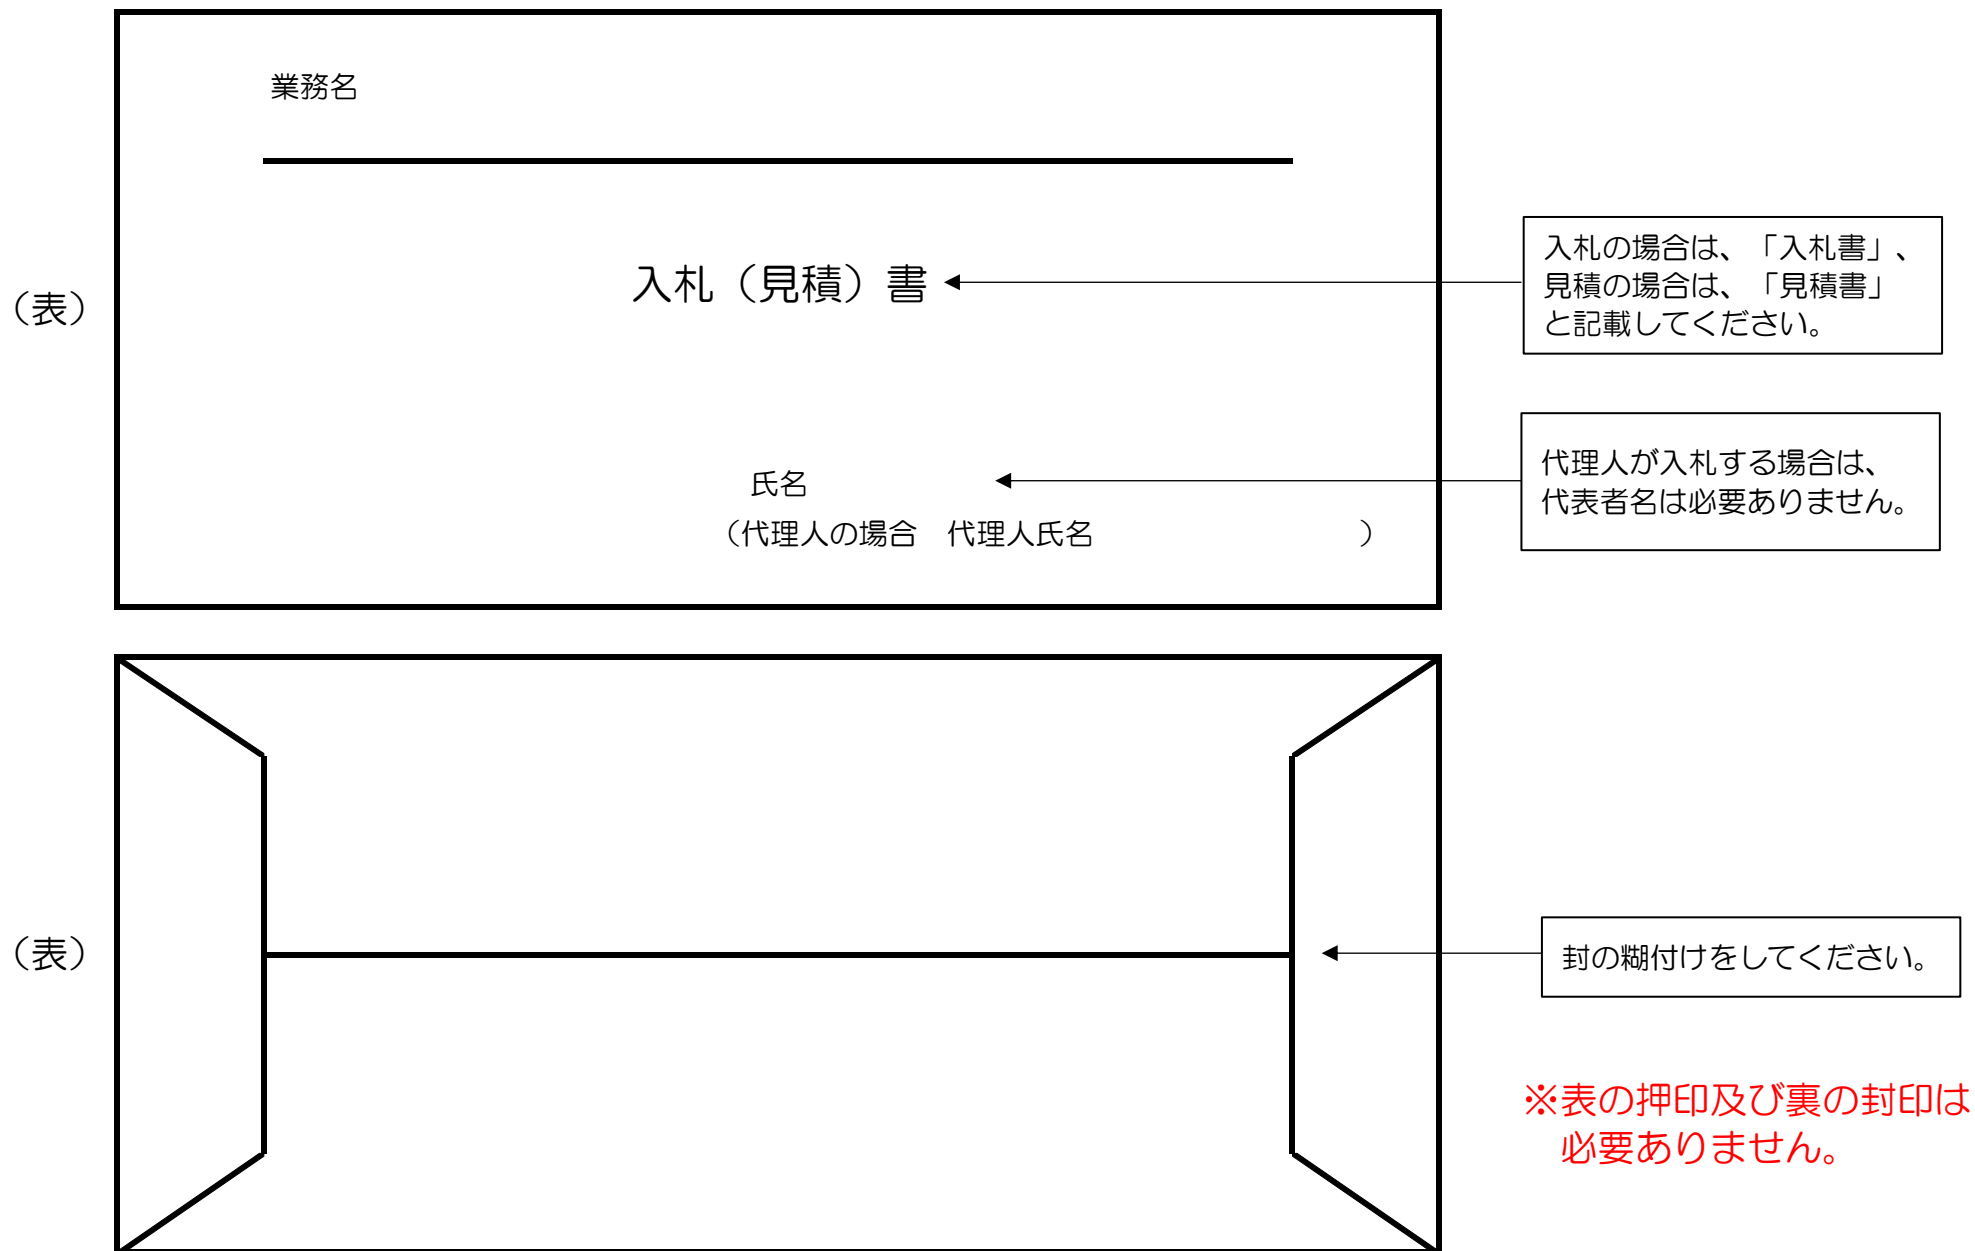 業務名
（表）
入札（見積）書
入札の場合は、「入札書」、
見積の場合は、「見積書」
と記載してください。
氏名
（代理人の場合　代理人氏名　　　　　　　　　）
代理人が入札する場合は、
代表者名は必要ありません。
（表）
封の糊付けをしてください。
※表の押印及び裏の封印は
必要ありません。